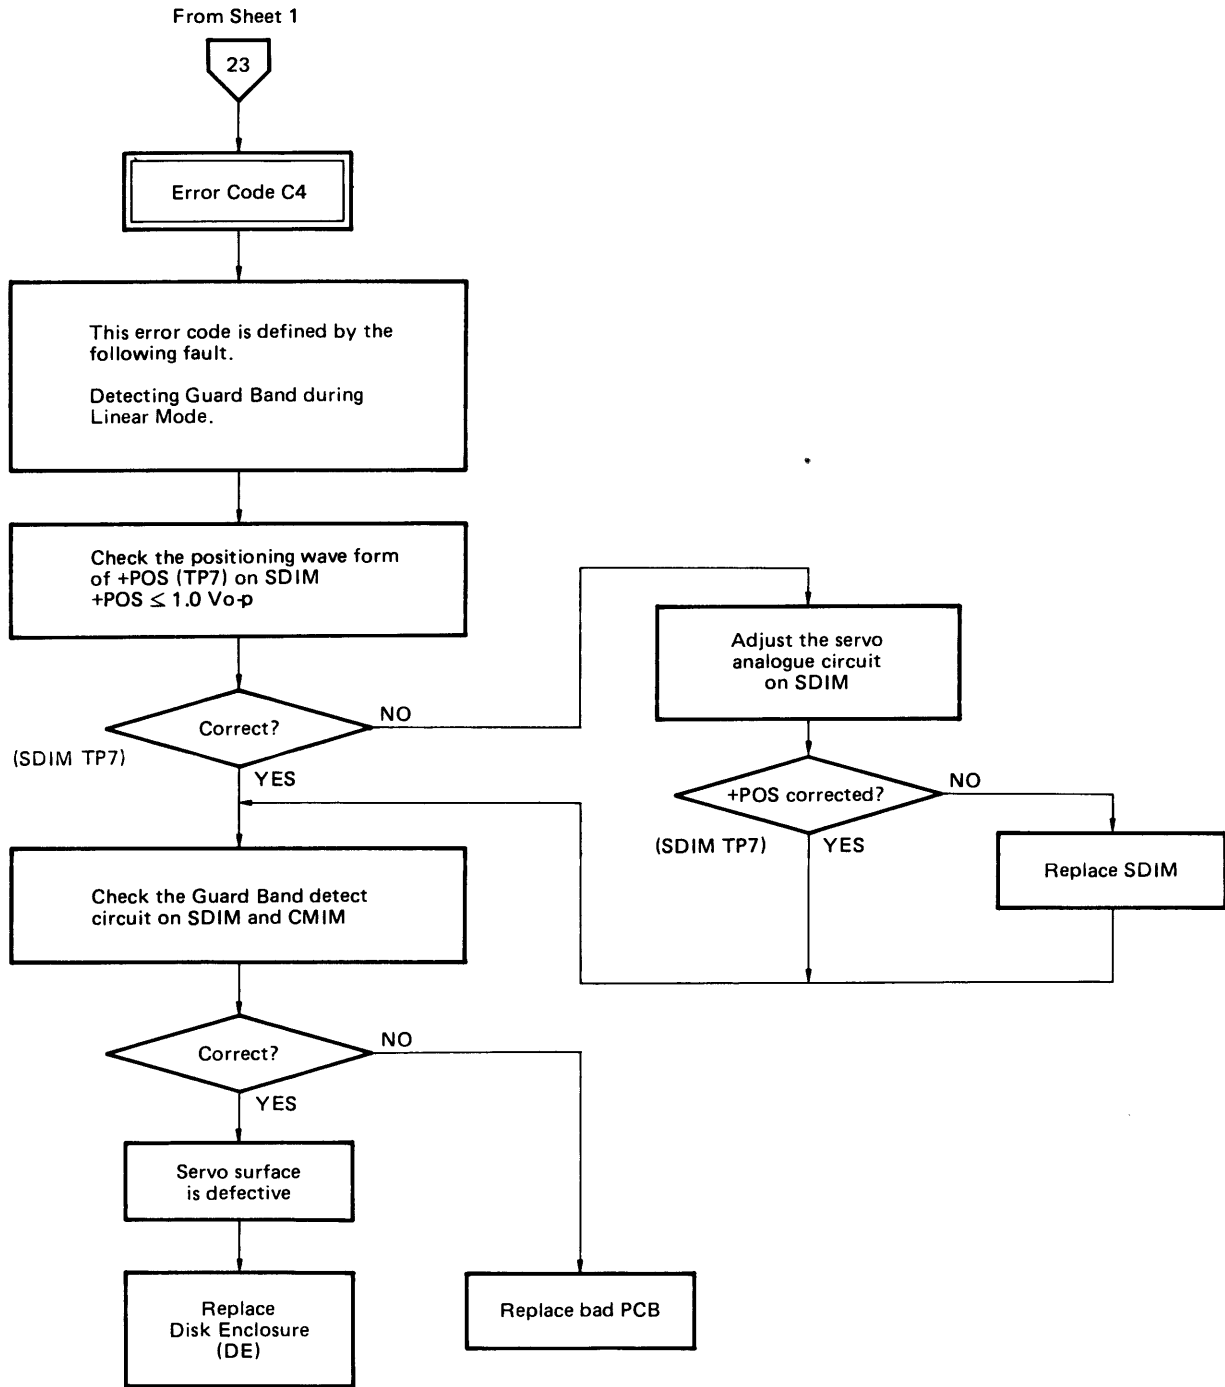 From Sheet 1
23
Error Code C4
This error code is defined by the
following fault.
Detecting Guard Band during
Linear Mode.
Check the positioning wave form
of +POS (TP7) on SDIM
+POS ≤ 1.0 Vo-p
Correct?
NO
(SDIM TP7)
YES
Adjust the servo
analogue circuit
on SDIM
+POS corrected?
NO
(SDIM TP7)
YES
Replace SDIM
Check the Guard Band detect
circuit on SDIM and CMIM
Correct?
NO
YES
Servo surface
is defective
Replace
Disk Enclosure
(DE)
Replace bad PCB